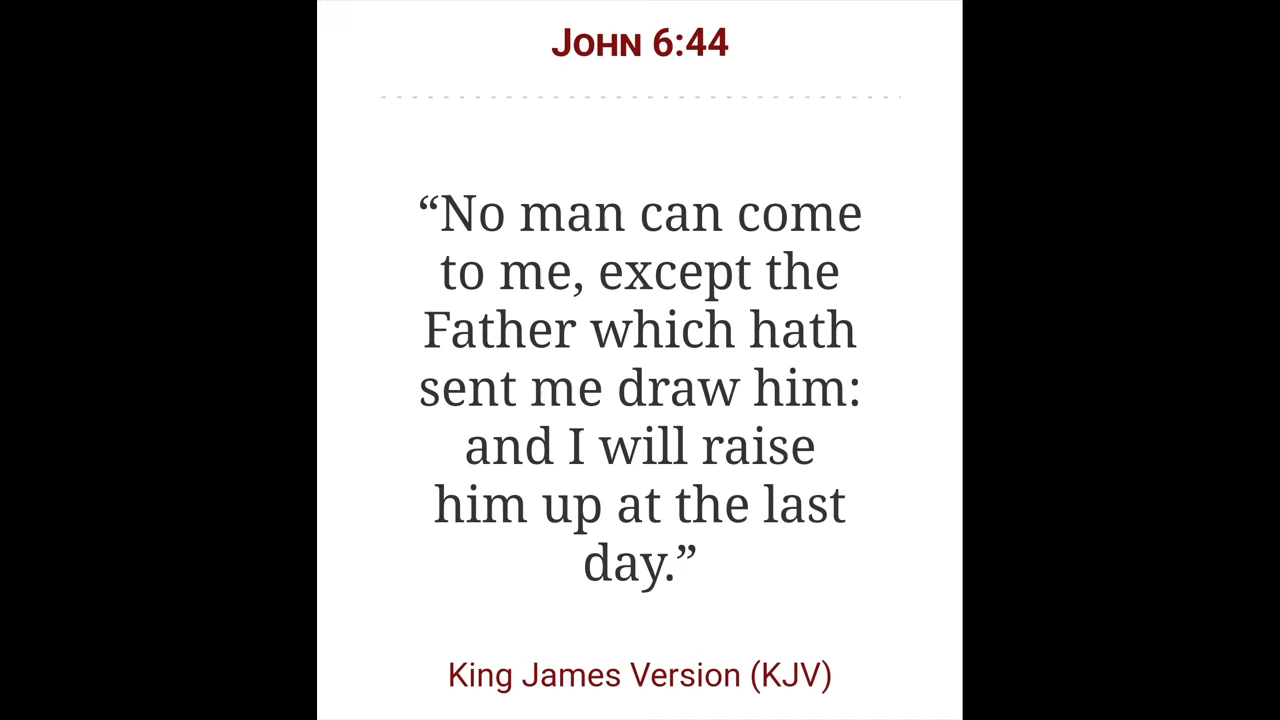 John 6:44
“No man can come
to me, except the
Father which hath
sent me draw him:
and I will raise
him up at the last
day.”
King James Version (KJV)